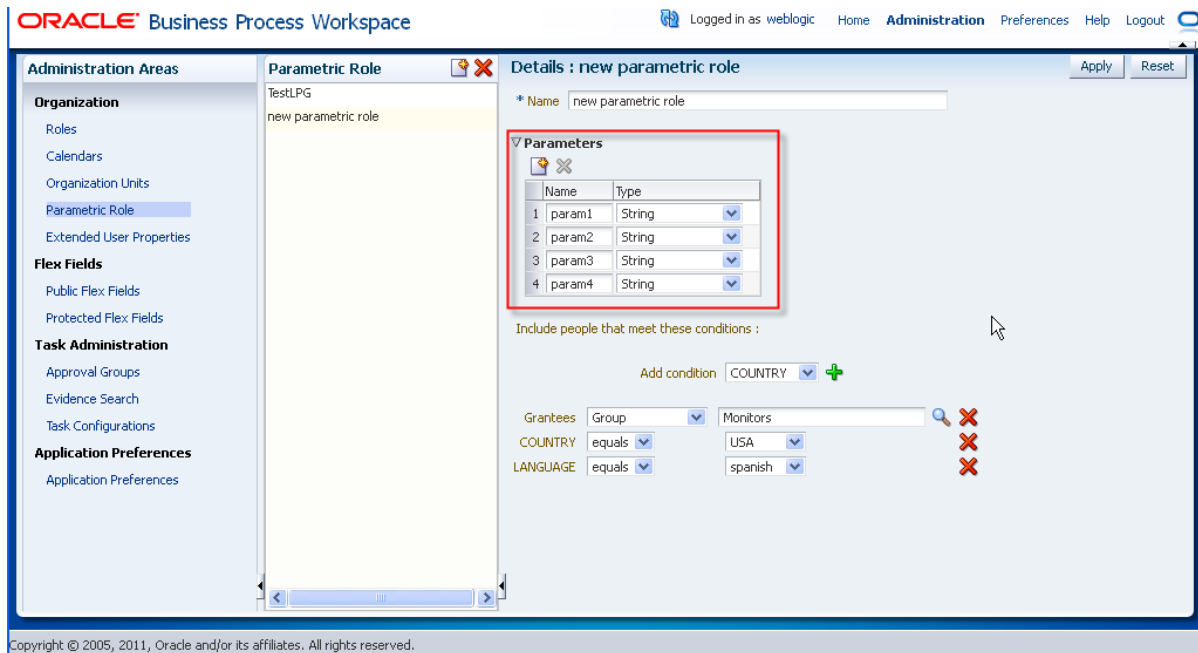 ORACLE Business Process Workspace
Logged in as weblogic Home Administration Preferences Help Logout
Administration Areas
Organization
Roles
Calendars
Organization Units
Parametric Role
Extended User Properties
Flex Fields
Public Flex Fields
Protected Flex Fields
Task Administration
Approval Groups
Evidence Search
Task Configurations
Application Preferences
Application Preferences
Parametric Role
TestLPG
new parametric role
Details : new parametric role
Apply Reset
* Name new parametric role
Parameters
Name Type
1 param1 String
2 param2 String
3 param3 String
4 param4 String
Include people that meet these conditions :
Add condition COUNTRY
Grantees Group Monitors
COUNTRY equals USA
LANGUAGE equals spanish
Copyright © 2005, 2011, Oracle and/or its affiliates. All rights reserved.